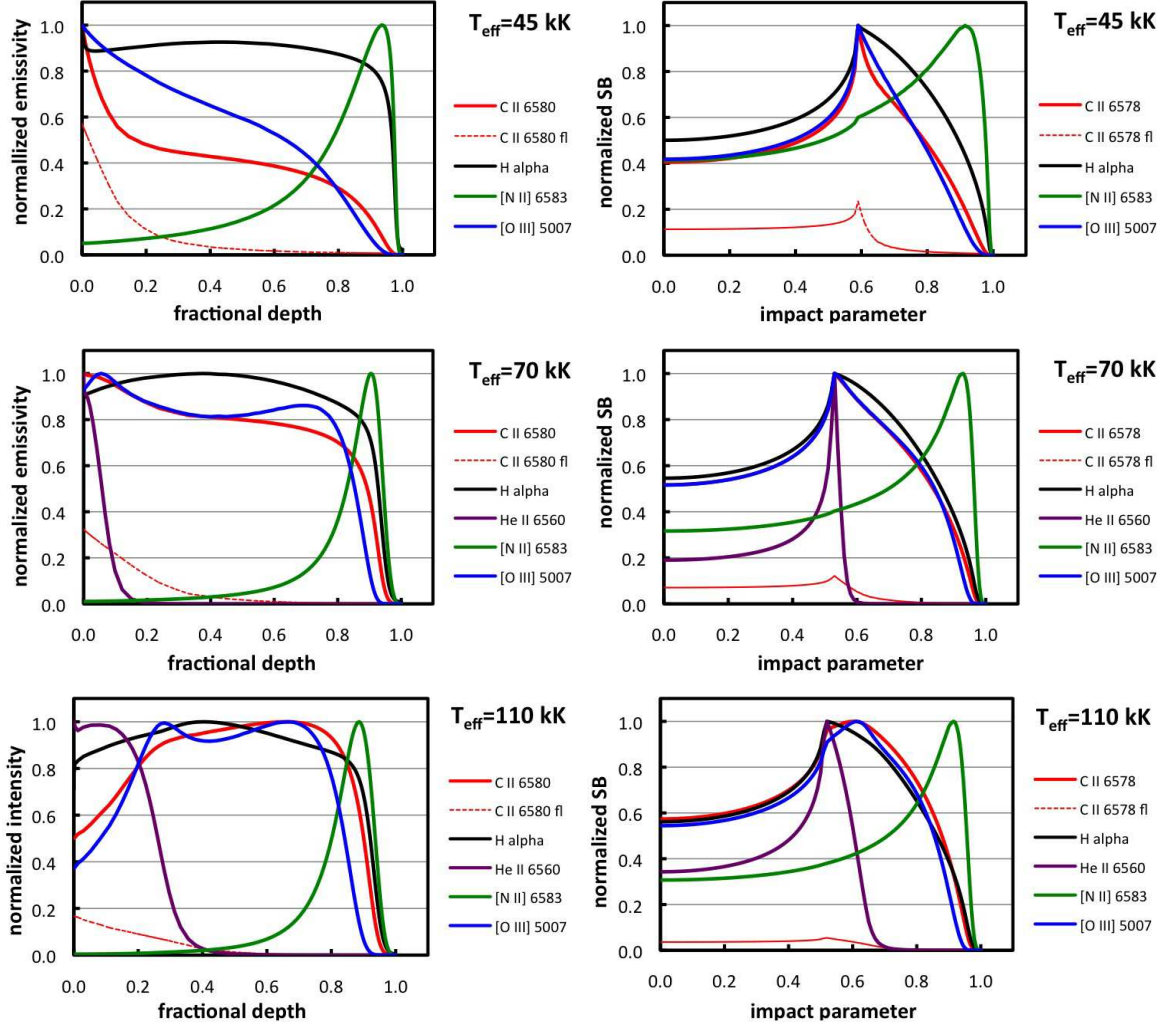 normalized emissivity
1.0
0.8
0.6
0.4
0.2
0.0
0.0 0.2 0.4 0.6 0.8 1.0
fractional depth
Teff=45 kK
C II 6580
C II 6580 fl
H alpha
[N II] 6583
[O III] 5007
normalized SB
1.0
0.8
0.6
0.4
0.2
0.0
0.0 0.2 0.4 0.6 0.8 1.0
impact parameter
Teff=45 kK
C II 6578
C II 6578 fl
H alpha
[N II] 6583
[O III] 5007
normalized emissivity
1.0
0.8
0.6
0.4
0.2
0.0
0.0 0.2 0.4 0.6 0.8 1.0
fractional depth
Teff=70 kK
C II 6580
C II 6580 fl
H alpha
He II 6560
[N II] 6583
[O III] 5007
normalized SB
1.0
0.8
0.6
0.4
0.2
0.0
0.0 0.2 0.4 0.6 0.8 1.0
impact parameter
Teff=70 kK
C II 6578
C II 6578 fl
H alpha
He II 6560
[N II] 6583
[O III] 5007
normalized intensity
1.0
0.8
0.6
0.4
0.2
0.0
0.0 0.2 0.4 0.6 0.8 1.0
fractional depth
Teff=110 kK
C II 6580
C II 6580 fl
H alpha
He II 6560
[N II] 6583
[O III] 5007
normalized SB
1.0
0.8
0.6
0.4
0.2
0.0
0.0 0.2 0.4 0.6 0.8 1.0
impact parameter
Teff=110 kK
C II 6578
C II 6578 fl
H alpha
He II 6560
[N II] 6583
[O III] 5007